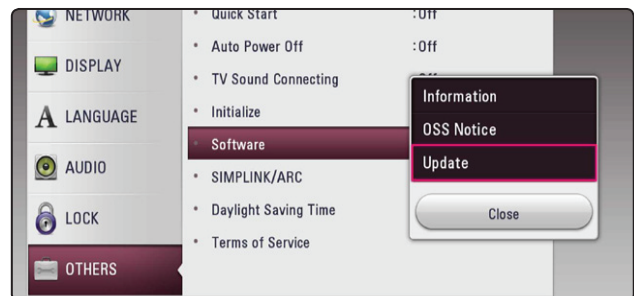 NETWORK
DISPLAY
LANGUAGE
AUDIO
LOCK
OTHERS
Quick Start :Off
Auto Power Off :Off
TV Sound Connecting
Initialize
Software
SIMPLINK/ARC
Daylight Saving Time
Terms of Service
Information
OSS Notice
Update
Close